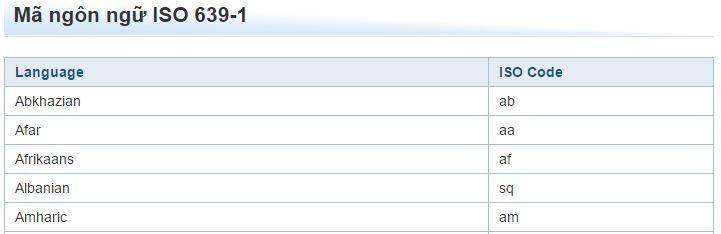 Mã ngôn ngữ ISO 639-1
Language ISO Code
Abkhazian ab
Afar aa
Afrikaans af
Albanian sq
Amharic am